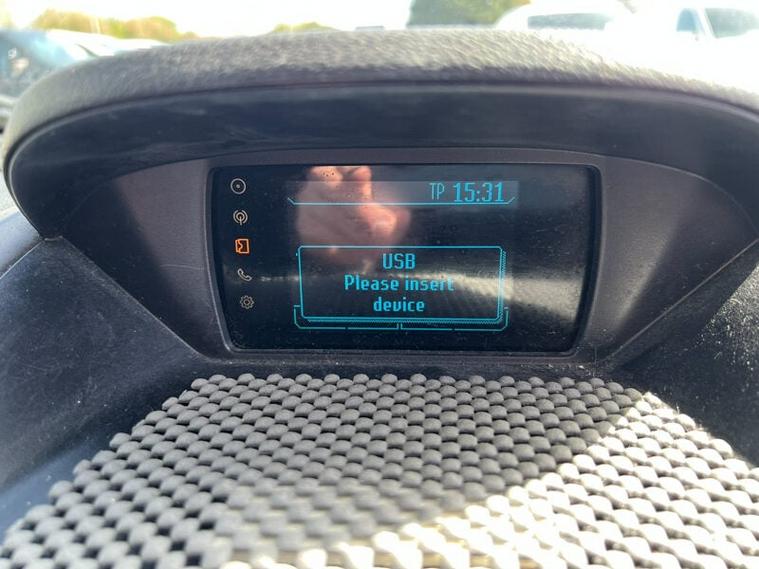 TP 15:31
USB
Please insert
device